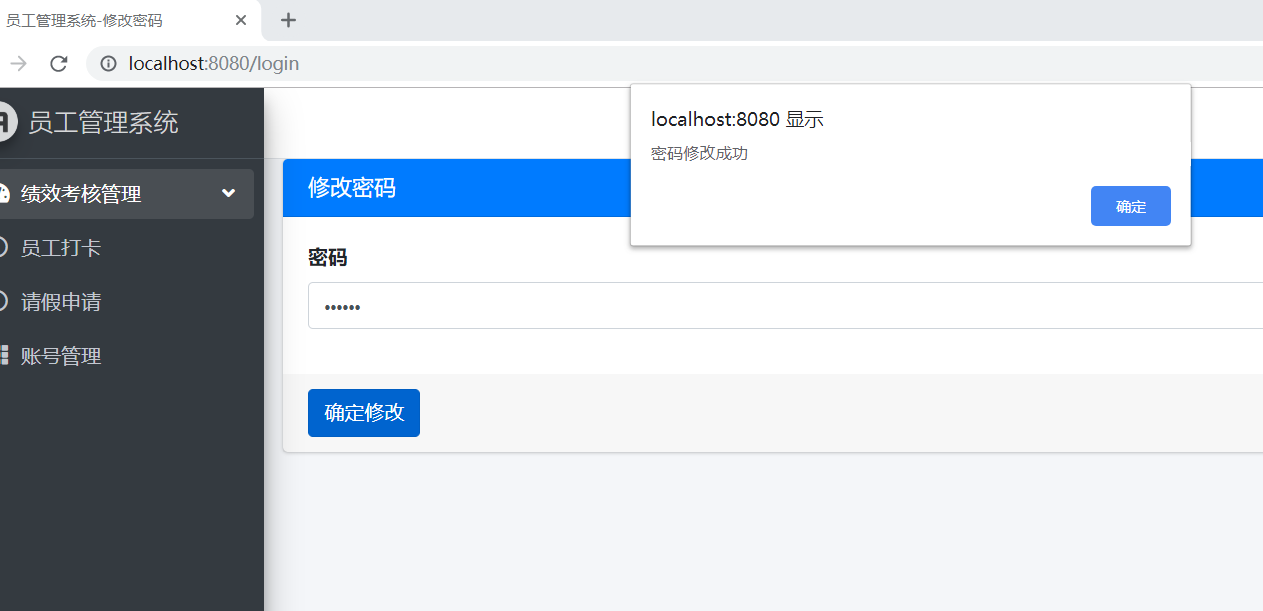 员工管理系统-修改密码
localhost:8080/login
员工管理系统
localhost:8080 显示
密码修改成功
确定
绩效考核管理
员工打卡
请假申请
账号管理
修改密码
密码
••••••
确定修改